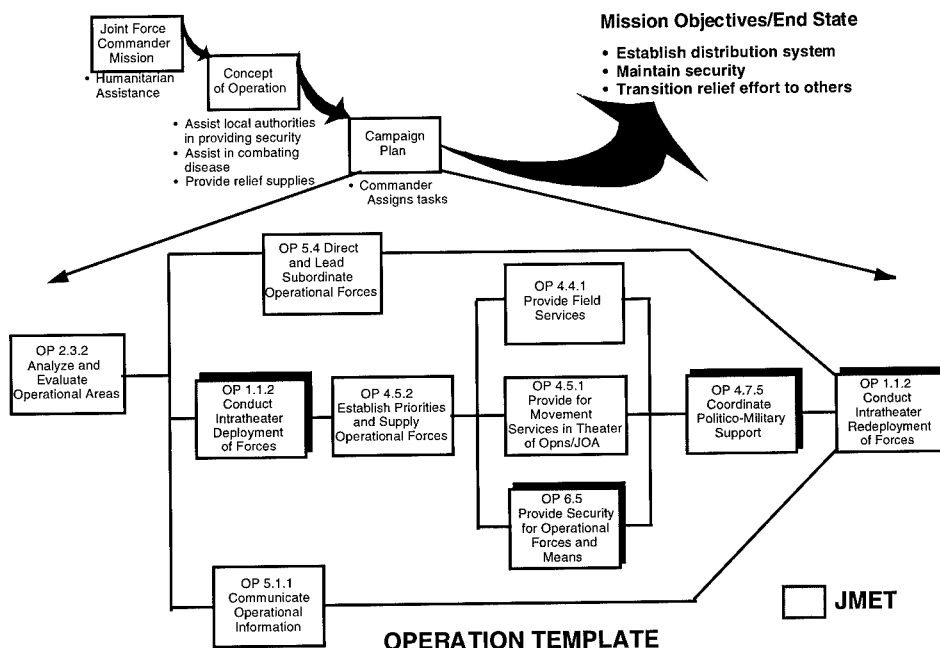 Joint Force
Commander
Mission
• Humanitarian
Assistance
Concept
of Operation
• Assist local authorities
in providing security
• Assist in combating
disease
• Provide relief supplies
Campaign
Plan
• Commander
Assigns tasks
Mission Objectives/End State
• Establish distribution system
• Maintain security
• Transition relief effort to others
OP 5.4 Direct
and Lead
Subordinate
Operational Forces
OP 2.3.2
Analyze and
Evaluate
Operational Areas
OP 1.1.2
Conduct
Intratheater
Deployment
of Forces
OP 4.5.2
Establish Priorities
and Supply
Operational Forces
OP 4.4.1
Provide Field
Services
OP 4.5.1
Provide for
Movement
Services in Theater
of Opns/JOA
OP 6.5
Provide Security
for Operational
Forces and
Means
OP 4.7.5
Coordinate
Politico-Military
Support
OP 1.1.2
Conduct
Intratheater
Redeployment
of Forces
OP 5.1.1
Communicate
Operational
Information
JMET
OPERATION TEMPLATE